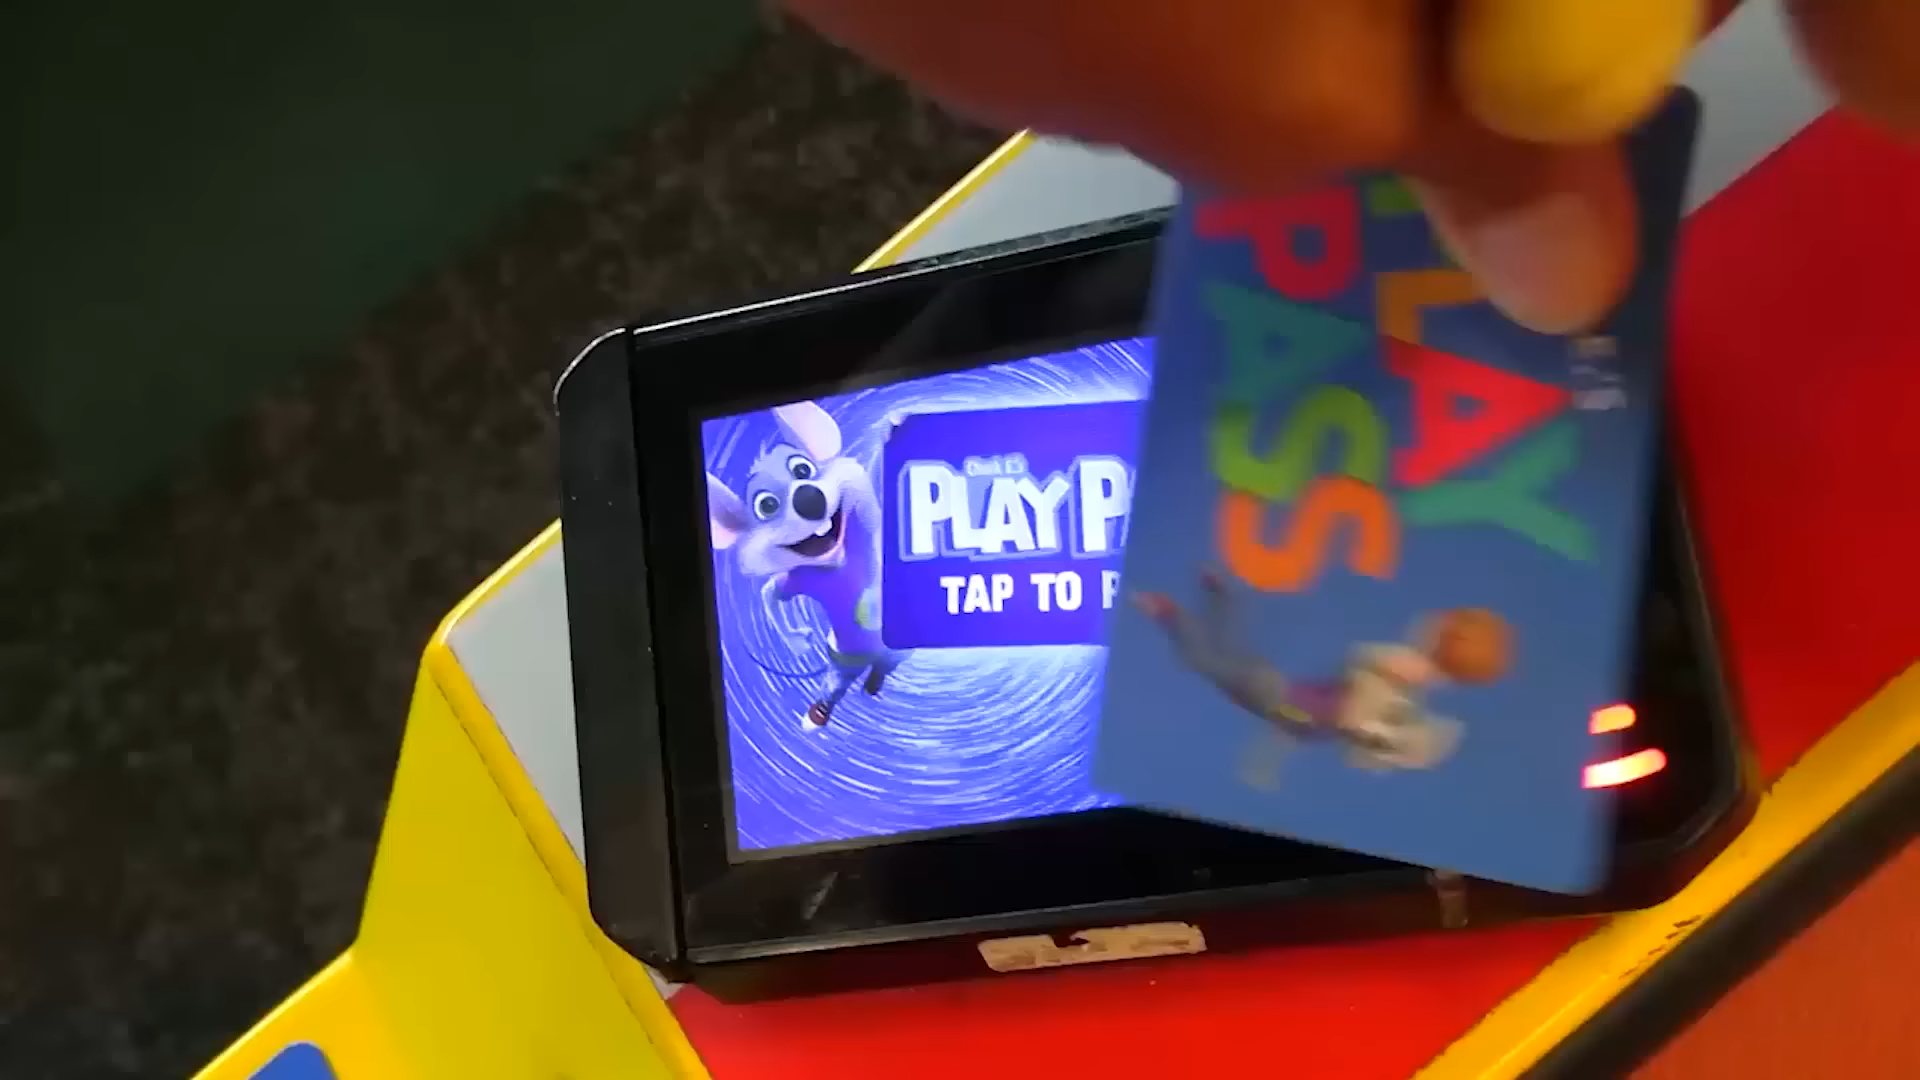 Chuck E's
PLAY P
TAP TO P
PLAY
PASS